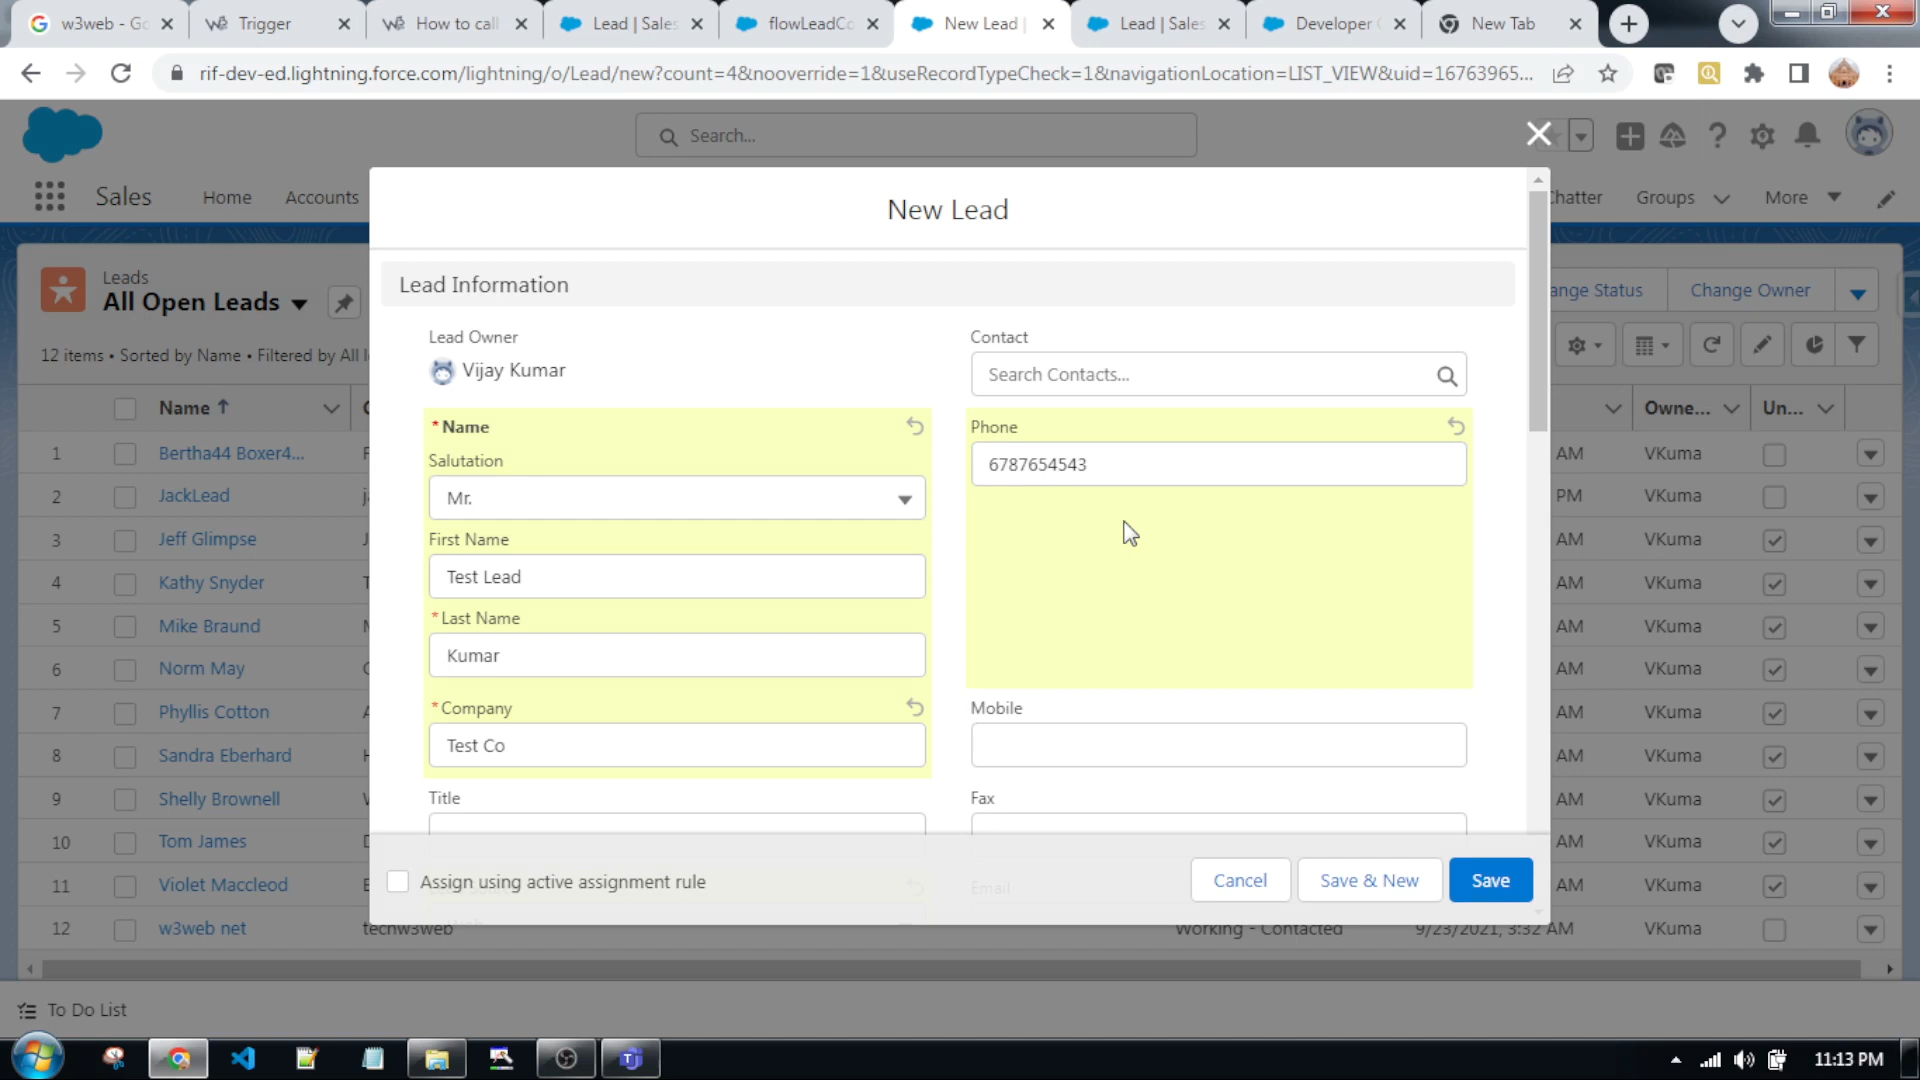 w3web - Go
Trigger
How to call
Lead | Sales
flowLeadCo
New Lead |
Lead | Sales
Developer
New Tab
rif-dev-ed.lightning.force.com/lightning/o/Lead/new?count=4&nooverride=1&useRecordTypeCheck=1&navigationLocation=LIST_VIEW&uid=16763965...
Search...
Sales
Home
Accounts
Chatter
Groups
More
New Lead
Leads
All Open Leads
12 items • Sorted by Name • Filtered by All l
ange Status
Change Owner
Lead Information
Lead Owner
Vijay Kumar
Contact
Search Contacts...
* Name
Salutation
Mr.
First Name
Test Lead
* Last Name
Kumar
* Company
Test Co
Title
Phone
6787654543
Mobile
Fax
Email
Assign using active assignment rule
Cancel
Save & New
Save
Name
Owne...
Un...
1 Bertha44 Boxer4... AM VKuma
2 JackLead PM VKuma
3 Jeff Glimpse AM VKuma
4 Kathy Snyder AM VKuma
5 Mike Braund AM VKuma
6 Norm May AM VKuma
7 Phyllis Cotton AM VKuma
8 Sandra Eberhard AM VKuma
9 Shelly Brownell AM VKuma
10 Tom James AM VKuma
11 Violet Maccleod AM VKuma
12 w3web net techw3web Working - Contacted 9/23/2021, 3:32 AM VKuma
To Do List
11:13 PM